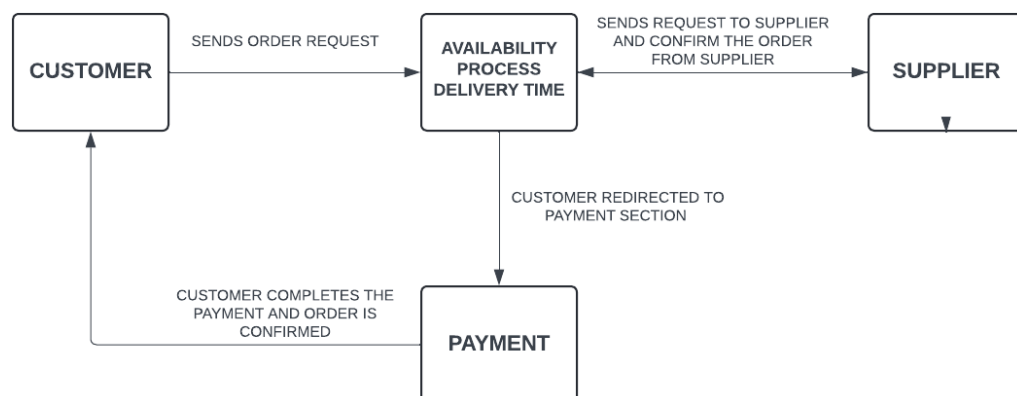 CUSTOMER
SENDS ORDER REQUEST
AVAILABILITY
PROCESS
DELIVERY TIME
SENDS REQUEST TO SUPPLIER
AND CONFIRM THE ORDER
FROM SUPPLIER
SUPPLIER
CUSTOMER REDIRECTED TO
PAYMENT SECTION
CUSTOMER COMPLETES THE
PAYMENT AND ORDER IS
CONFIRMED
PAYMENT